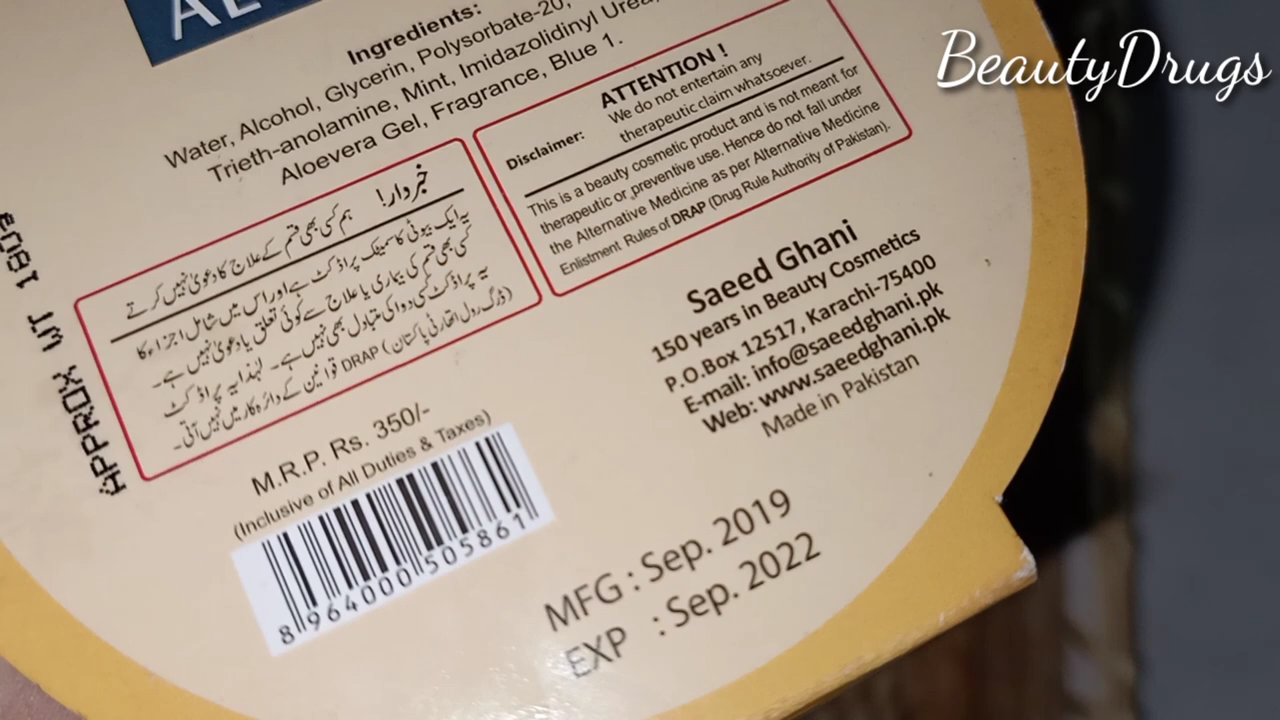 BeautyDrugs
Ingredients:
Water, Alcohol, Glycerin, Polysorbate-20,
Trieth-anolamine, Mint, Imidazolidinyl Urea,
Aloevera Gel, Fragrance, Blue 1.
ATTENTION !
Disclaimer: We do not entertain any
therapeutic claim whatsoever.
This is a beauty cosmetic product and is not meant for
therapeutic or preventive use. Hence do not fall under
the Alternative Medicine as per Alternative Medicine
Enlistment Rules of DRAP (Drug Rule Authority of Pakistan).
خبردار! ہم کسی بھی قسم کے علاج کا دعویٰ نہیں کرتے
یہ ایک بیوٹی کاسمیٹک پراڈکٹ ہے اور اس میں شامل اجزاء کا
کسی بھی قسم کی بیماری یا علاج سے کوئی تعلق یا دعویٰ نہیں ہے۔
یہ پراڈکٹ کسی دوائی کی متبادل بھی نہیں ہے۔ لہٰذا یہ پراڈکٹ
DRAP (ڈرگ رول اتھارٹی پاکستان) قوانین کے دائرہ کار میں نہیں آتی۔
Saeed Ghani
150 years in Beauty Cosmetics
P.O.Box 12517, Karachi-75400
E-mail: info@saeedghani.pk
Web: www.saeedghani.pk
Made in Pakistan
APPROX WT 180g
M.R.P. Rs. 350/-
(Inclusive of All Duties & Taxes)
8964000505861
MFG : Sep. 2019
EXP : Sep. 2022